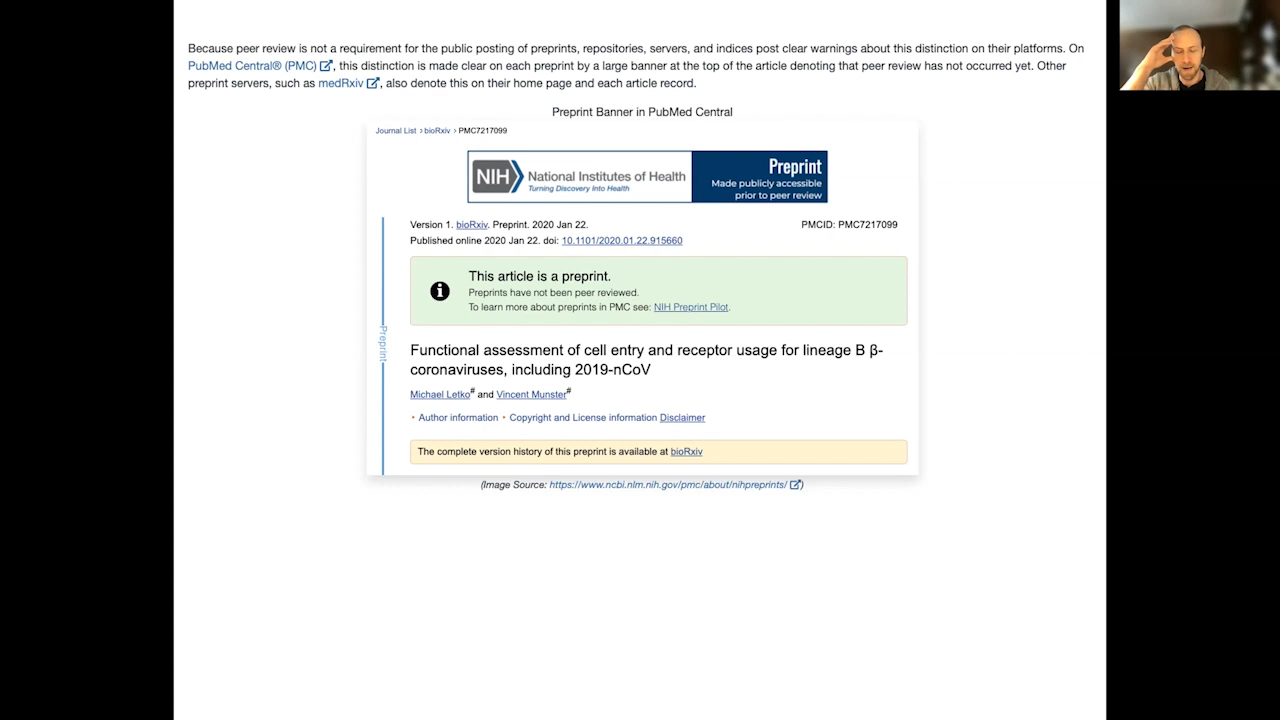 Because peer review is not a requirement for the public posting of preprints, repositories, servers, and indices post clear warnings about this distinction on their platforms. On
PubMed Central® (PMC), this distinction is made clear on each preprint by a large banner at the top of the article denoting that peer review has not occurred yet. Other
preprint servers, such as medRxiv, also denote this on their home page and each article record.
Preprint Banner in PubMed Central
Journal List › bioRxiv › PMC7217099
NIH National Institutes of Health
Turning Discovery Into Health
Preprint
Made publicly accessible
prior to peer review
Version 1. bioRxiv. Preprint. 2020 Jan 22.
PMCID: PMC7217099
Published online 2020 Jan 22. doi: 10.1101/2020.01.22.915660
This article is a preprint.
Preprints have not been peer reviewed.
To learn more about preprints in PMC see: NIH Preprint Pilot.
Preprint
Functional assessment of cell entry and receptor usage for lineage B β-
coronaviruses, including 2019-nCoV
Michael Letko# and Vincent Munster#
• Author information • Copyright and License information Disclaimer
The complete version history of this preprint is available at bioRxiv
(Image Source: https://www.ncbi.nlm.nih.gov/pmc/about/nihpreprints/)